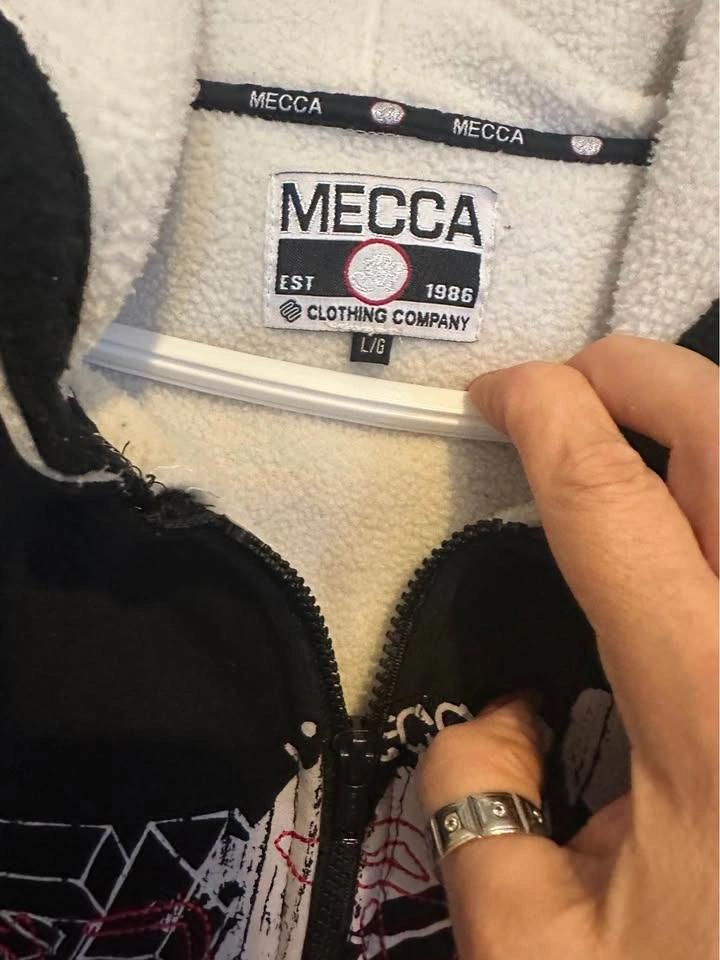 MECCA MECCA
MECCA
EST 1986
CLOTHING COMPANY
L/G